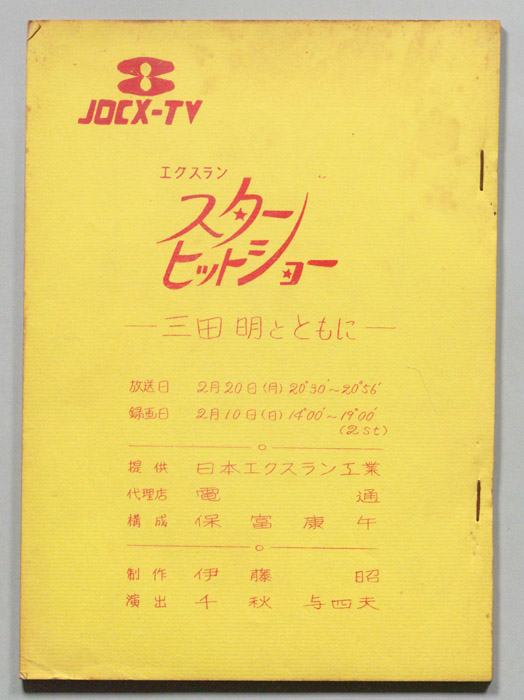 8
JOCX-TV
エクスラン
スター
ヒットショー
—三田 明とともに—
放送日 2月20日(月) 20°30′～20°56′
録画日 2月10日(日) 14°00′～19°00′
(2 st)
提供 日本エクスラン工業
代理店 電 通
構成 保富康午
制作 伊藤 昭
演出 千秋 与四夫